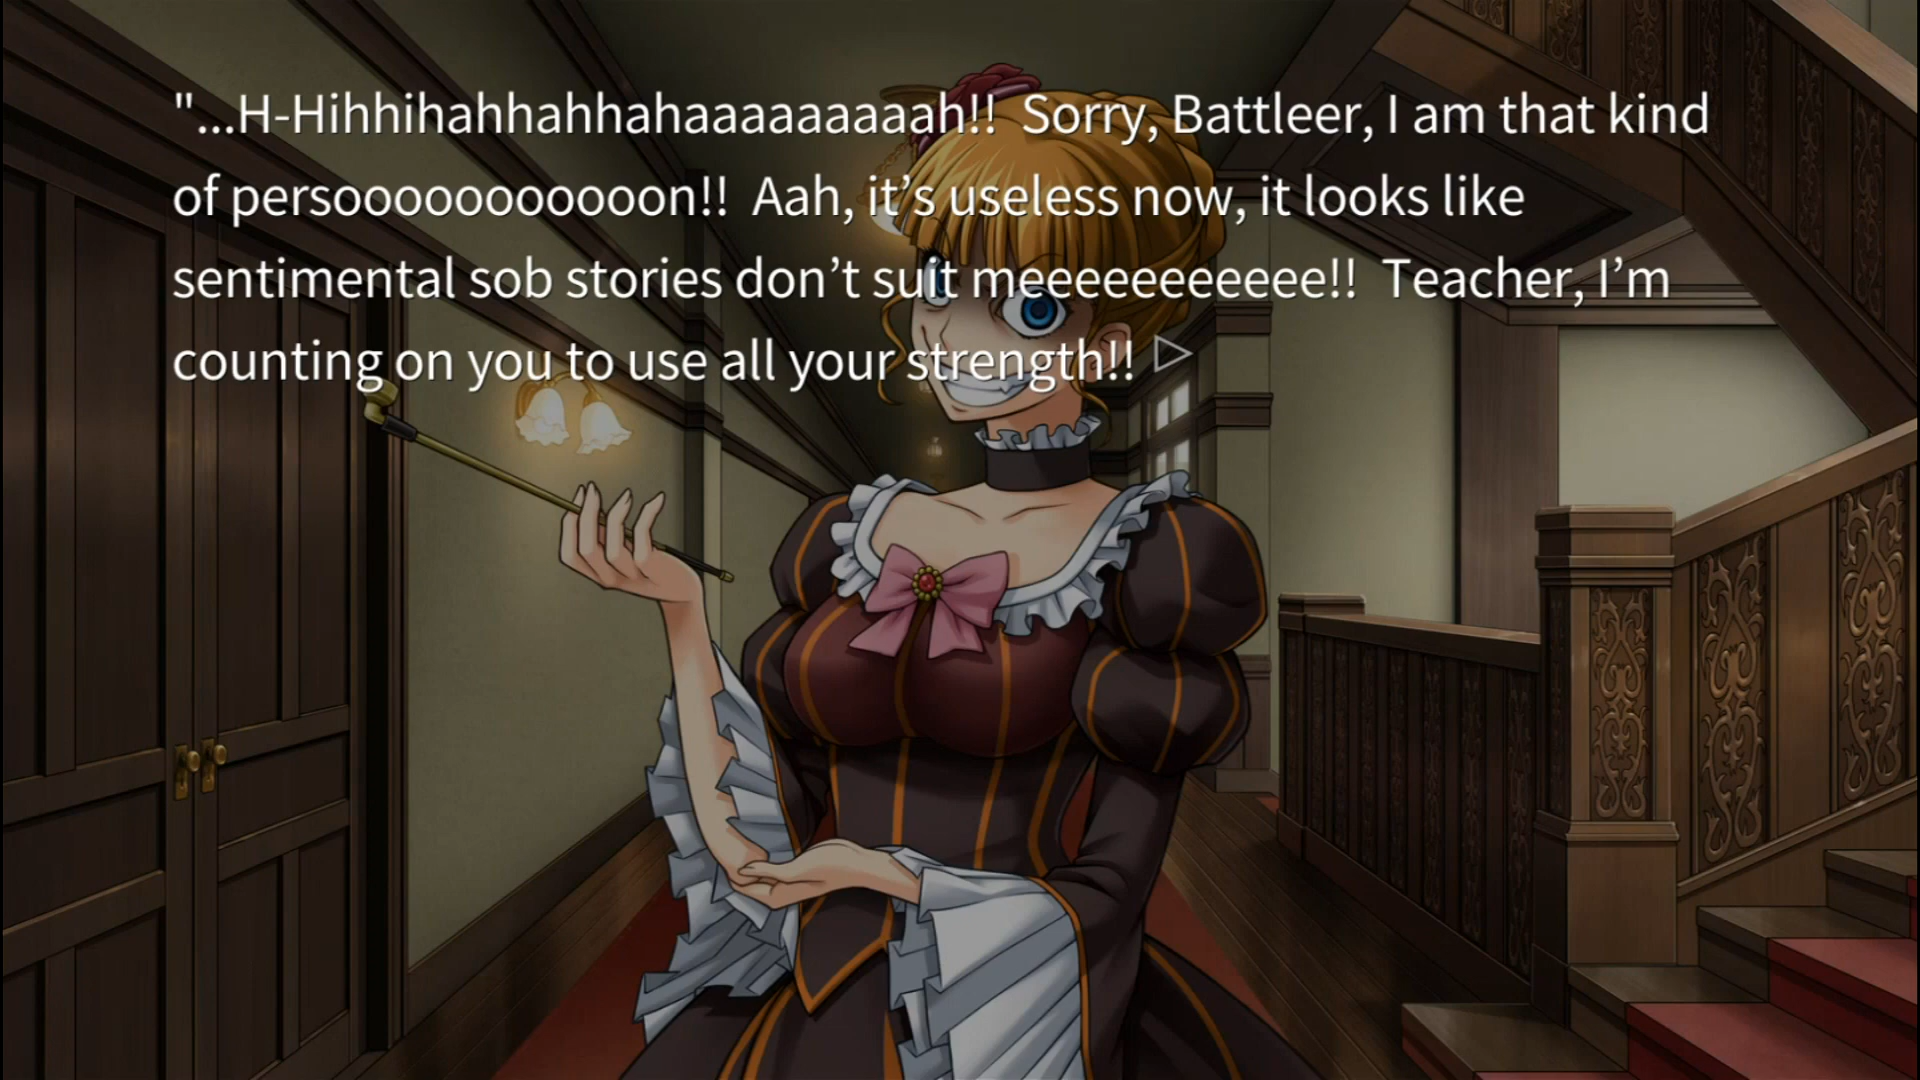 "...H-Hihhihahhahhahaaaaaaaaaah!!  Sorry, Battleer, I am that kind
of persooooooooooon!!  Aah, it’s useless now, it looks like
sentimental sob stories don’t suit meeeeeeeeeee!!  Teacher, I’m
counting on you to use all your strength!!